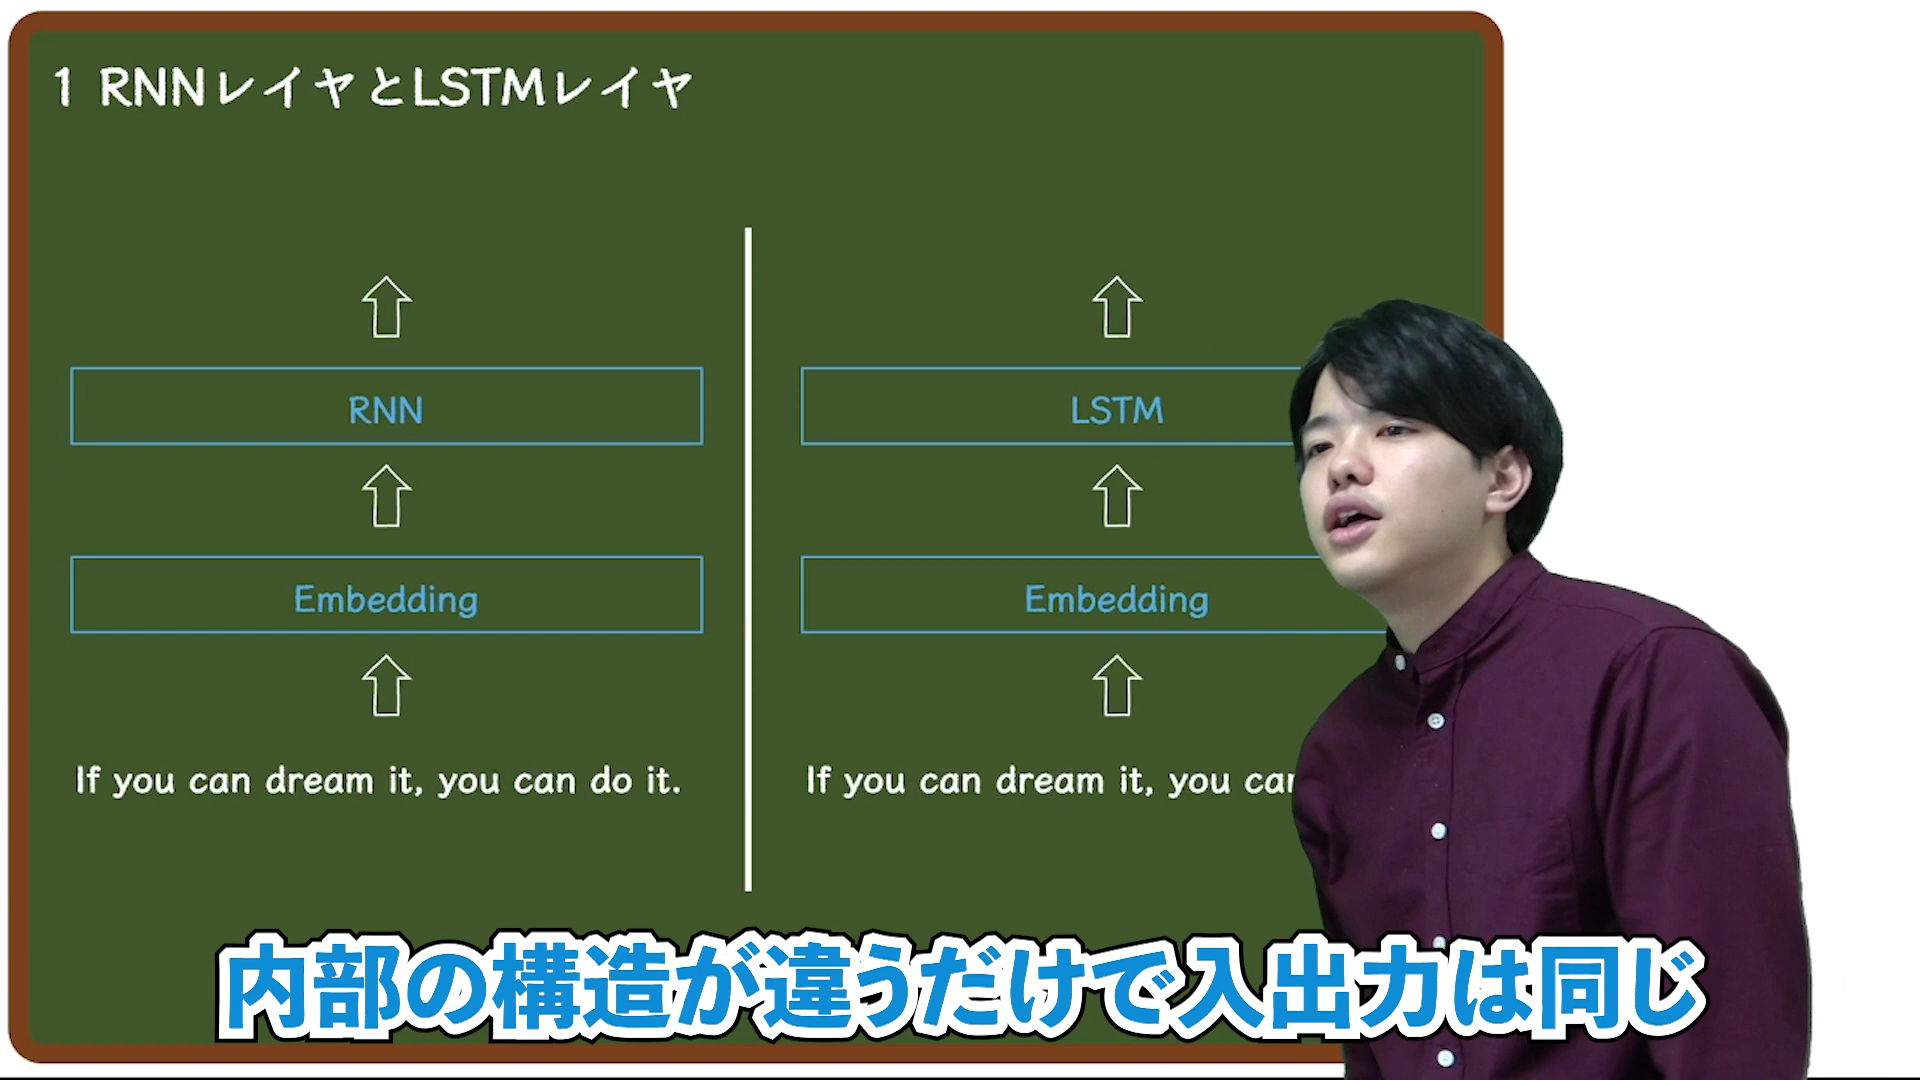 1 RNNレイヤとLSTMレイヤ
RNN
Embedding
If you can dream it, you can do it.
LSTM
Embedding
If you can dream it, you
内部の構造が違うだけで入出力は同じ